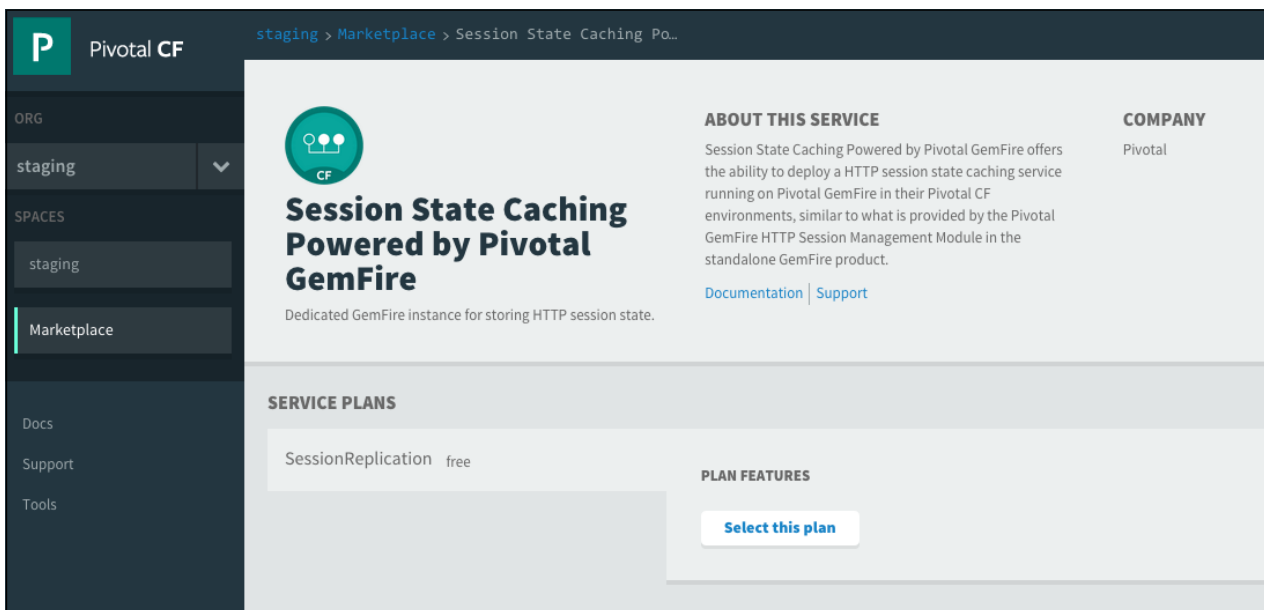 P
Pivotal CF
staging > Marketplace > Session State Caching Po…
ORG
staging
SPACES
staging
Marketplace
Docs
Support
Tools
CF
Session State Caching
Powered by Pivotal
GemFire
Dedicated GemFire instance for storing HTTP session state.
ABOUT THIS SERVICE
Session State Caching Powered by Pivotal GemFire offers
the ability to deploy a HTTP session state caching service
running on Pivotal GemFire in their Pivotal CF
environments, similar to what is provided by the Pivotal
GemFire HTTP Session Management Module in the
standalone GemFire product.
Documentation | Support
COMPANY
Pivotal
SERVICE PLANS
SessionReplication free
PLAN FEATURES
Select this plan